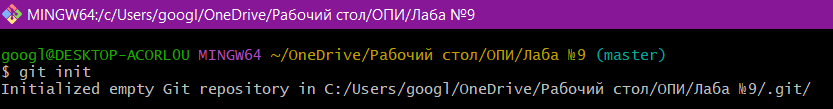 MINGW64:/c/Users/googl/OneDrive/Рабочий стол/ОПИ/Лаба №9
googl@DESKTOP-ACORL0U MINGW64 ~/OneDrive/Рабочий стол/ОПИ/Лаба №9 (master)
$ git init
Initialized empty Git repository in C:/Users/googl/OneDrive/Рабочий стол/ОПИ/Лаба №9/.git/